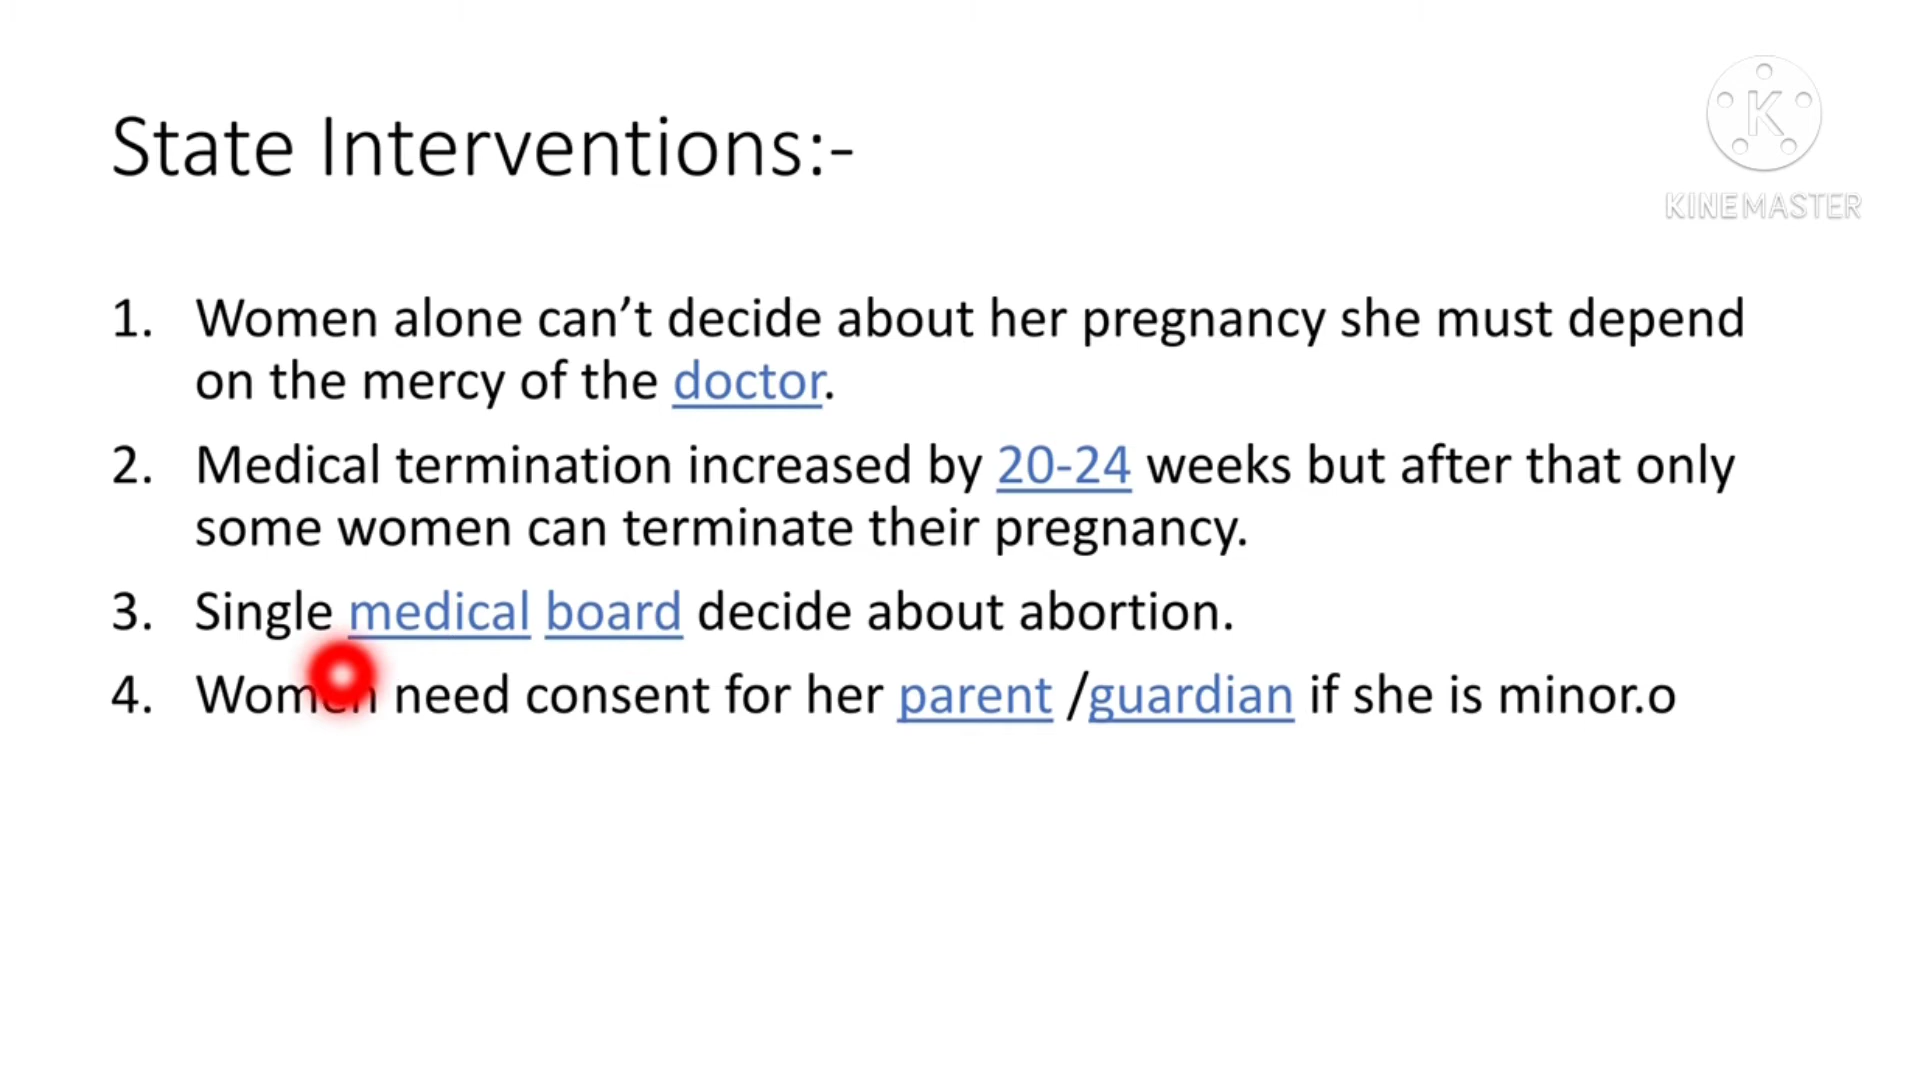 State Interventions:-
K
KINEMASTER
1. Women alone can’t decide about her pregnancy she must depend
on the mercy of the doctor.
2. Medical termination increased by 20-24 weeks but after that only
some women can terminate their pregnancy.
3. Single medical board decide about abortion.
4. Women need consent for her parent /guardian if she is minor.o